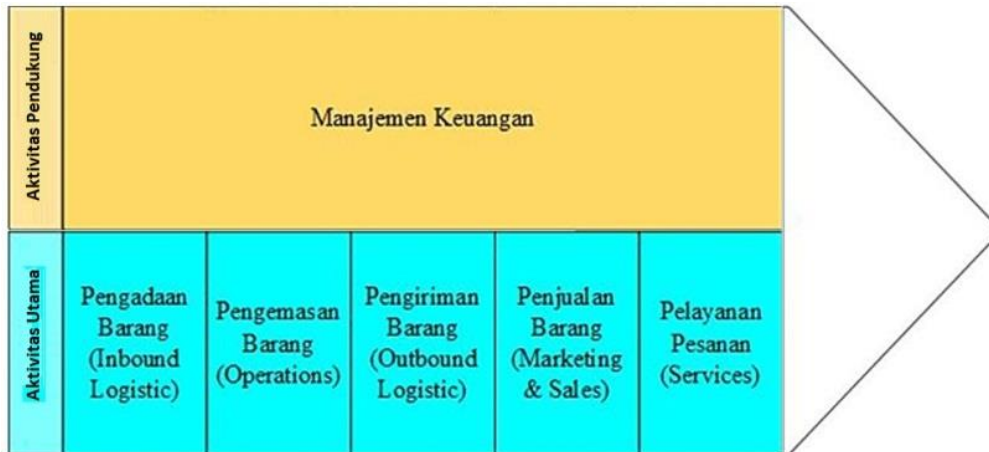 Aktivitas Pendukung
Manajemen Keuangan
Aktivitas Utama
Pengadaan
Barang
(Inbound
Logistic)
Pengemasan
Barang
(Operations)
Pengiriman
Barang
(Outbound
Logistic)
Penjualan
Barang
(Marketing
& Sales)
Pelayanan
Pesanan
(Services)